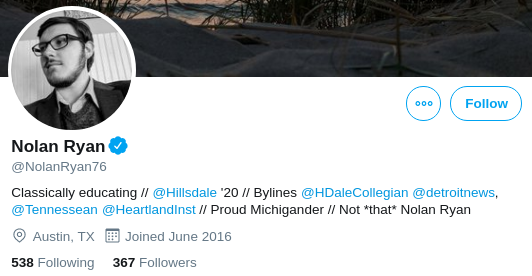 Follow
Nolan Ryan
@NolanRyan76
Classically educating // @Hillsdale '20 // Bylines @HDaleCollegian @detroitnews,
@Tennessean @HeartlandInst // Proud Michigander // Not *that* Nolan Ryan
Austin, TX Joined June 2016
538 Following 367 Followers